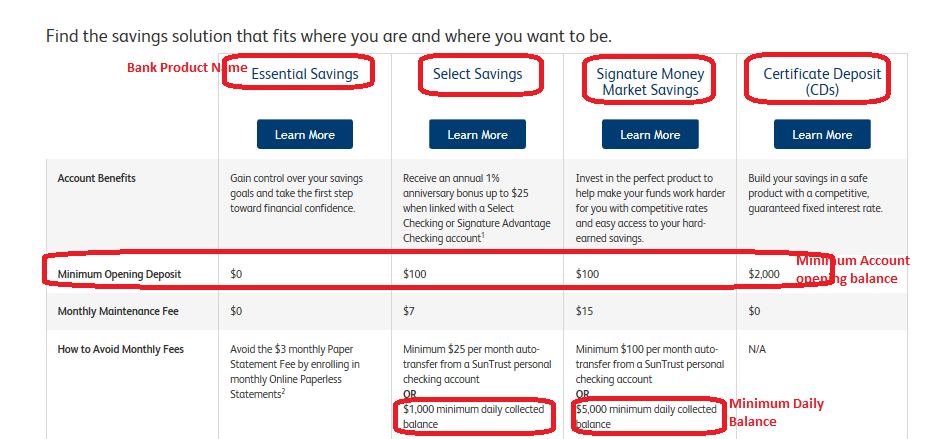 Find the savings solution that fits where you are and where you want to be.
Bank Product Name
Essential Savings
Select Savings
Signature Money
Market Savings
Certificate Deposit
(CDs)
Learn More
Learn More
Learn More
Learn More
Account Benefits
Gain control over your savings
goals and take the first step
toward financial confidence.
Receive an annual 1%
anniversary bonus up to $25
when linked with a Select
Checking or Signature Advantage
Checking account¹
Invest in the perfect product to
help make your funds work harder
for you with competitive rates
and easy access to your hard-
earned savings.
Build your savings in a safe
product with a competitive,
guaranteed fixed interest rate.
Minimum Opening Deposit
$0
$100
$100
$2,000
Minimum Account
opening balance
Monthly Maintenance Fee
$0
$7
$15
$0
How to Avoid Monthly Fees
Avoid the $3 monthly Paper
Statement Fee by enrolling in
monthly Online Paperless
Statements²
Minimum $25 per month auto-
transfer from a SunTrust personal
checking account
OR
$1,000 minimum daily collected
balance
Minimum $100 per month auto-
transfer from a SunTrust personal
checking account
OR
$5,000 minimum daily collected
balance
N/A
Minimum Daily
Balance